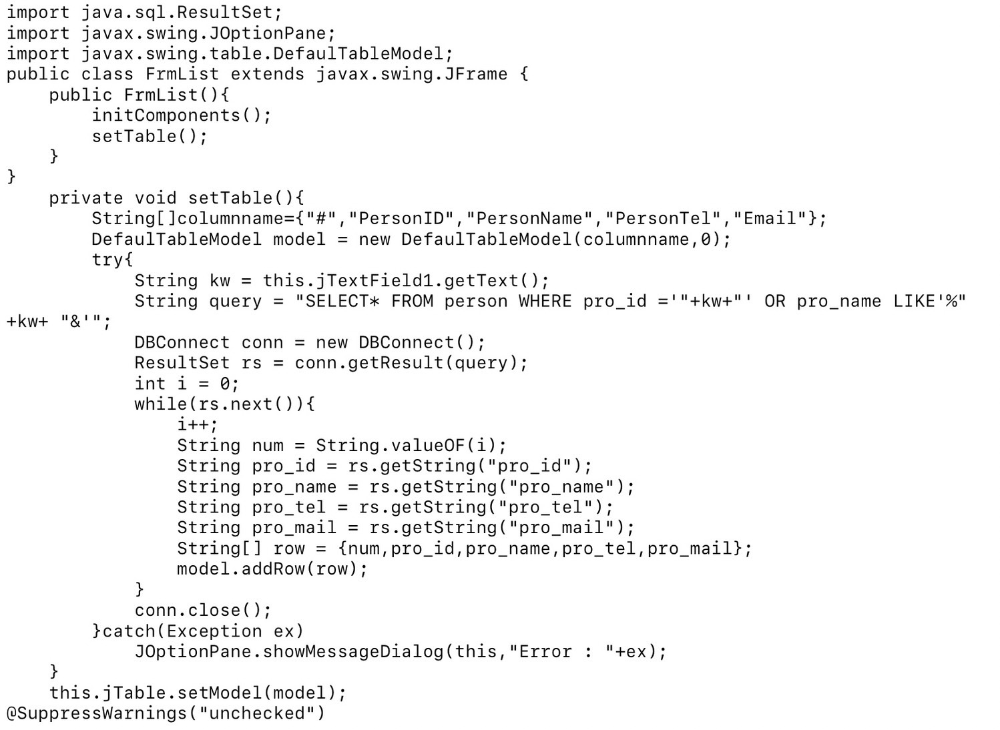 import java.sql.ResultSet;
import javax.swing.JOptionPane;
import javax.swing.table.DefaulTableModel;
public class FrmList extends javax.swing.JFrame {
    public FrmList(){
        initComponents();
        setTable();
    }
}
    private void setTable(){
        String[]columnname={"#","PersonID","PersonName","PersonTel","Email"};
        DefaulTableModel model = new DefaulTableModel(columnname,0);
        try{
            String kw = this.jTextField1.getText();
            String query = "SELECT* FROM person WHERE pro_id ='"+kw+"' OR pro_name LIKE'%"
+kw+ "&'";
            DBConnect conn = new DBConnect();
            ResultSet rs = conn.getResult(query);
            int i = 0;
            while(rs.next()){
                i++;
                String num = String.valueOF(i);
                String pro_id = rs.getString("pro_id");
                String pro_name = rs.getString("pro_name");
                String pro_tel = rs.getString("pro_tel");
                String pro_mail = rs.getString("pro_mail");
                String[] row = {num,pro_id,pro_name,pro_tel,pro_mail};
                model.addRow(row);
            }
            conn.close();
        }catch(Exception ex)
            JOptionPane.showMessageDialog(this,"Error : "+ex);
    }
    this.jTable.setModel(model);
@SuppressWarnings("unchecked")